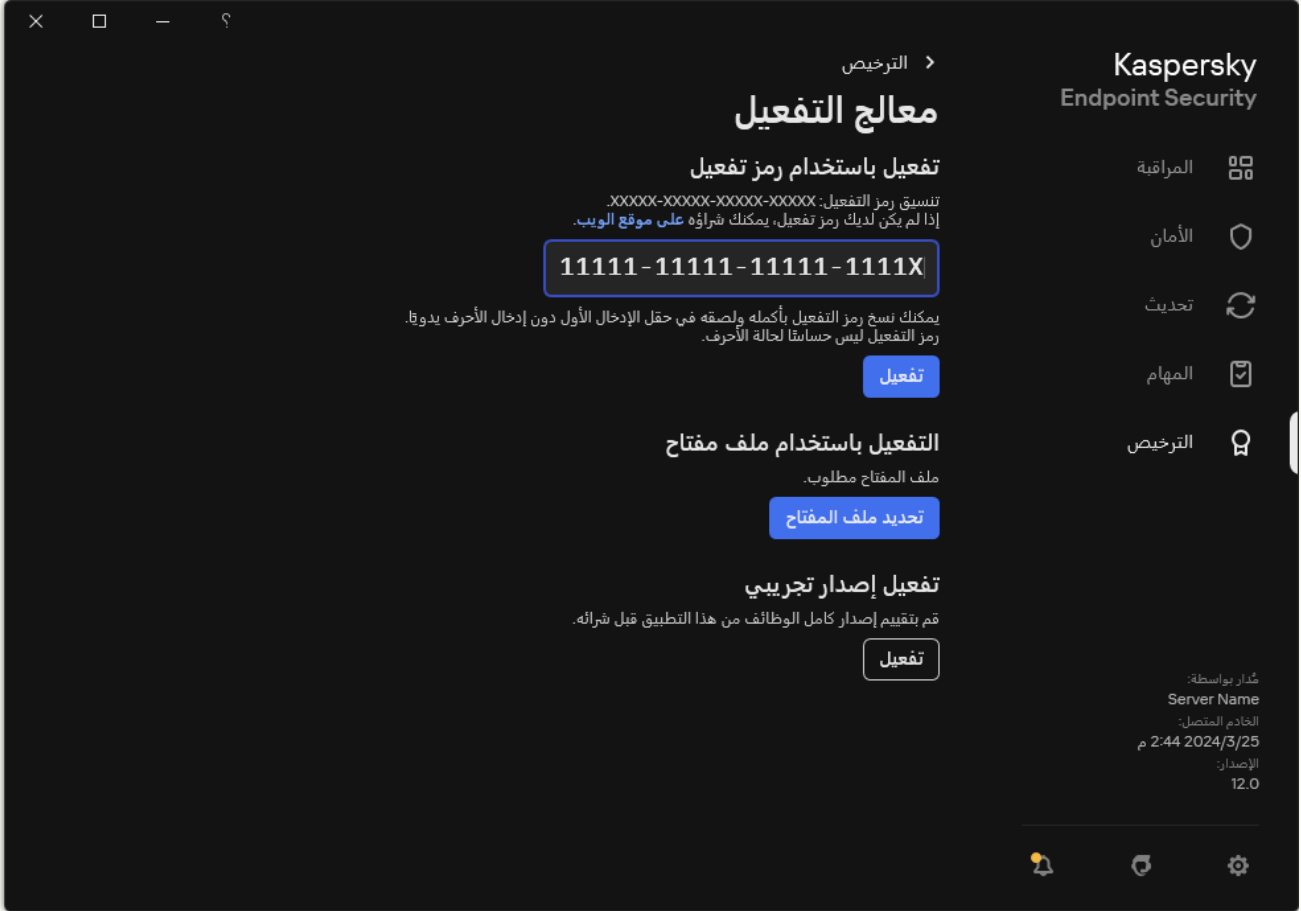 Kaspersky
Endpoint Security
المراقبة
الأمان
تحديث
المهام
الترخيص
مُدار بواسطة:
Server Name
الخادم المتصل:
2024/3/25 2:44 م
الإصدار:
12.0
الترخيص
معالج التفعيل
تفعيل باستخدام رمز تفعيل
تنسيق رمز التفعيل: XXXXX-XXXXX-XXXXX-XXXXX.
إذا لم يكن لديك رمز تفعيل، يمكنك شراؤه على موقع الويب.
11111-11111-11111-1111X
يمكنك نسخ رمز التفعيل بأكمله ولصقه في حقل الإدخال الأول دون إدخال الأحرف يدويًا.
رمز التفعيل ليس حساسًا لحالة الأحرف.
تفعيل
التفعيل باستخدام ملف مفتاح
ملف المفتاح مطلوب.
تحديد ملف المفتاح
تفعيل إصدار تجريبي
قم بتقييم إصدار كامل الوظائف من هذا التطبيق قبل شرائه.
تفعيل